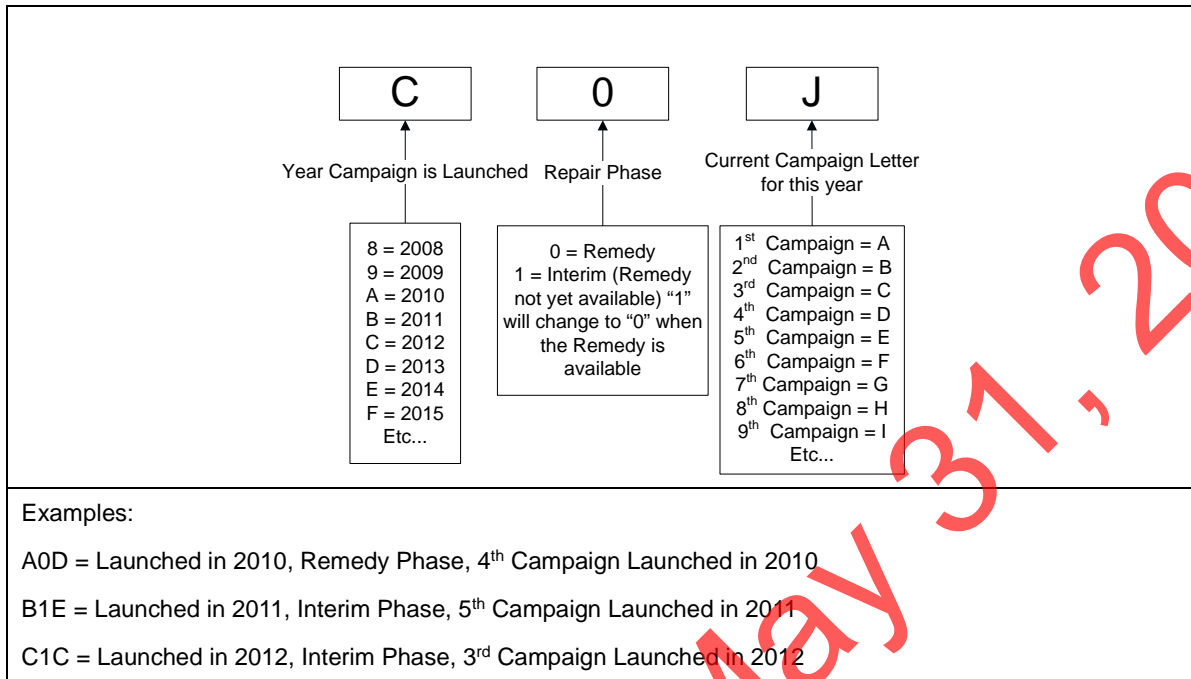 C 0 J
Year Campaign is Launched
Repair Phase
Current Campaign Letter
for this year
8 = 2008
9 = 2009
A = 2010
B = 2011
C = 2012
D = 2013
E = 2014
F = 2015
Etc...
0 = Remedy
1 = Interim (Remedy
not yet available) “1”
will change to “0” when
the Remedy is
available
1st Campaign = A
2nd Campaign = B
3rd Campaign = C
4th Campaign = D
5th Campaign = E
6th Campaign = F
7th Campaign = G
8th Campaign = H
9th Campaign = I
Etc...
Examples:
A0D = Launched in 2010, Remedy Phase, 4th Campaign Launched in 2010
B1E = Launched in 2011, Interim Phase, 5th Campaign Launched in 2011
C1C = Launched in 2012, Interim Phase, 3rd Campaign Launched in 2012
May 31, 20